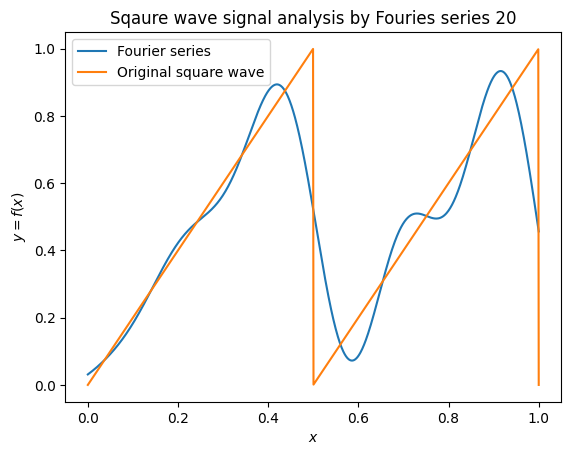 Sqaure wave signal analysis by Fouries series 20
Fourier series
Original square wave
1.0
0.8
0.6
0.4
0.2
0.0
y = f(x)
0.0 0.2 0.4 0.6 0.8 1.0
x